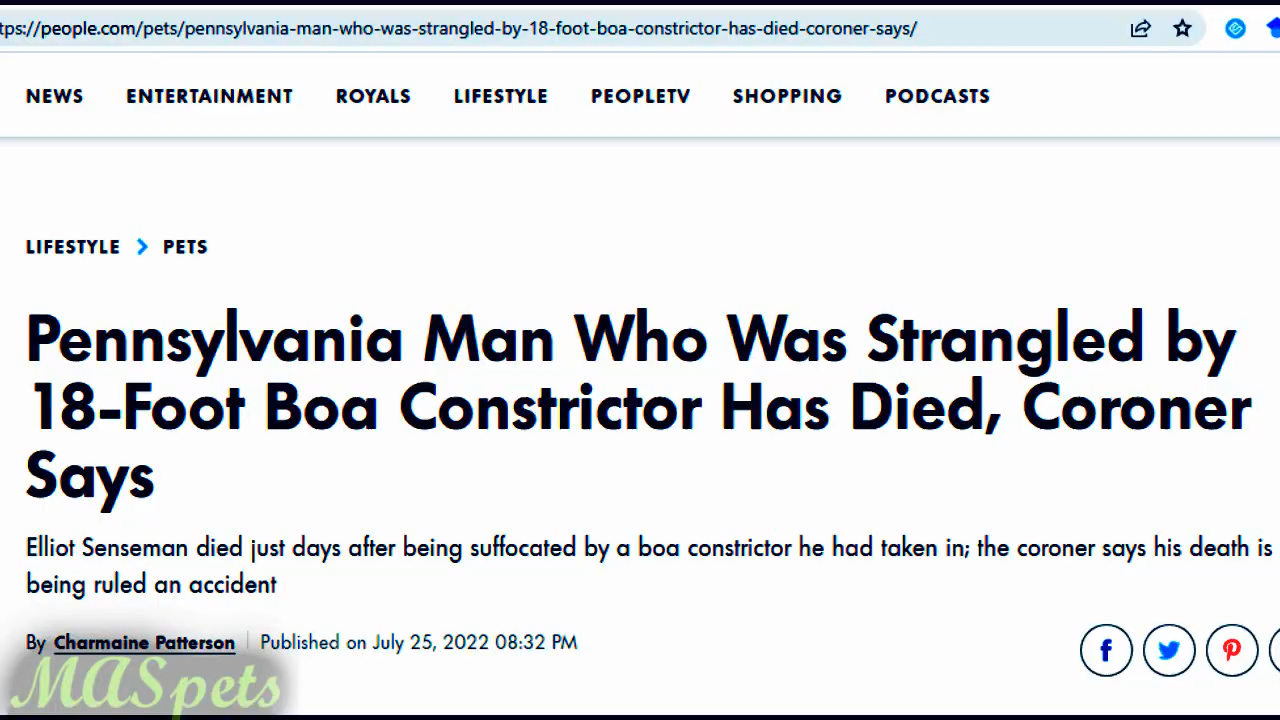 tps://people.com/pets/pennsylvania-man-who-was-strangled-by-18-foot-boa-constrictor-has-died-coroner-says/
NEWS ENTERTAINMENT ROYALS LIFESTYLE PEOPLETV SHOPPING PODCASTS
LIFESTYLE > PETS
Pennsylvania Man Who Was Strangled by
18-Foot Boa Constrictor Has Died, Coroner
Says
Elliot Senseman died just days after being suffocated by a boa constrictor he had taken in; the coroner says his death is
being ruled an accident
By Charmaine Patterson | Published on July 25, 2022 08:32 PM
MASpets